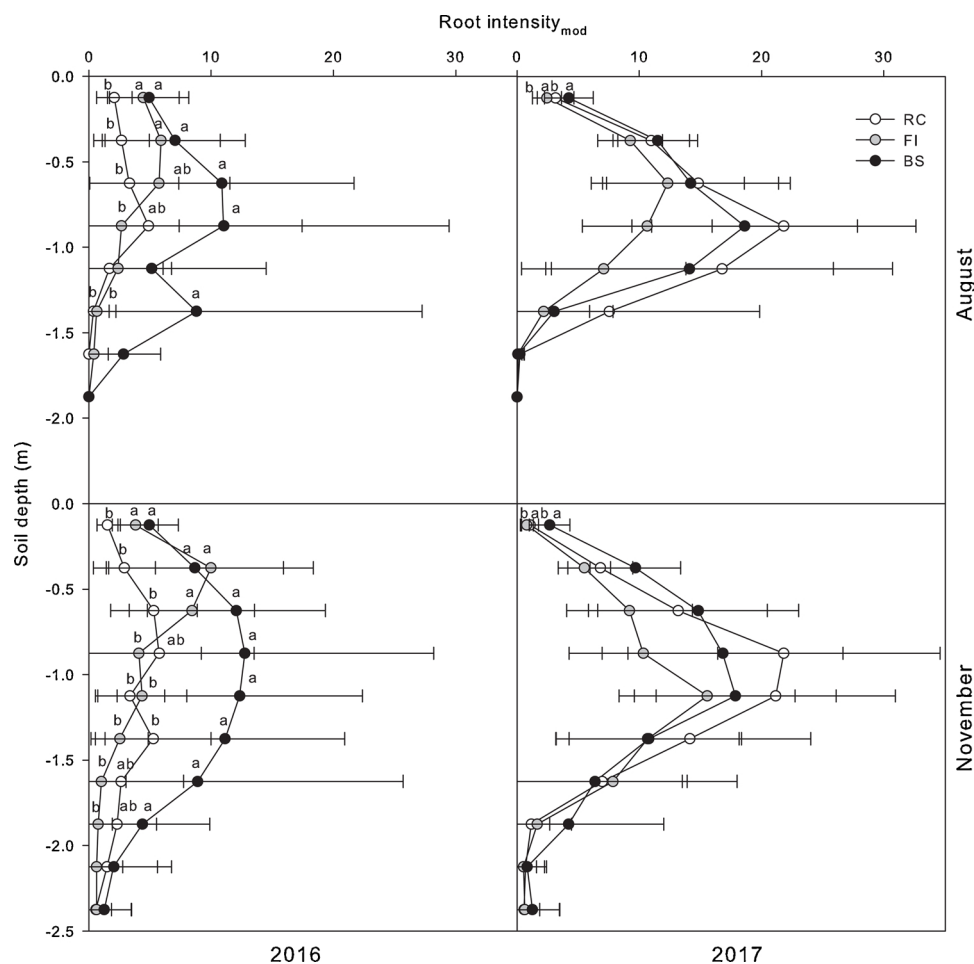 Root intensity_mod
0 10 20 30 0 10 20 30
0.0
b a a b ab a
RC
b a a
FI
BS
-0.5
b ab a
b ab a
-1.0
b b a
-1.5
-2.0
August
Soil depth (m)
0.0
b a a b ab a
b a a
-0.5
b a a
b ab a
-1.0
b a
b b a
-1.5
b ab a
b ab a
-2.0
-2.5
November
2016 2017